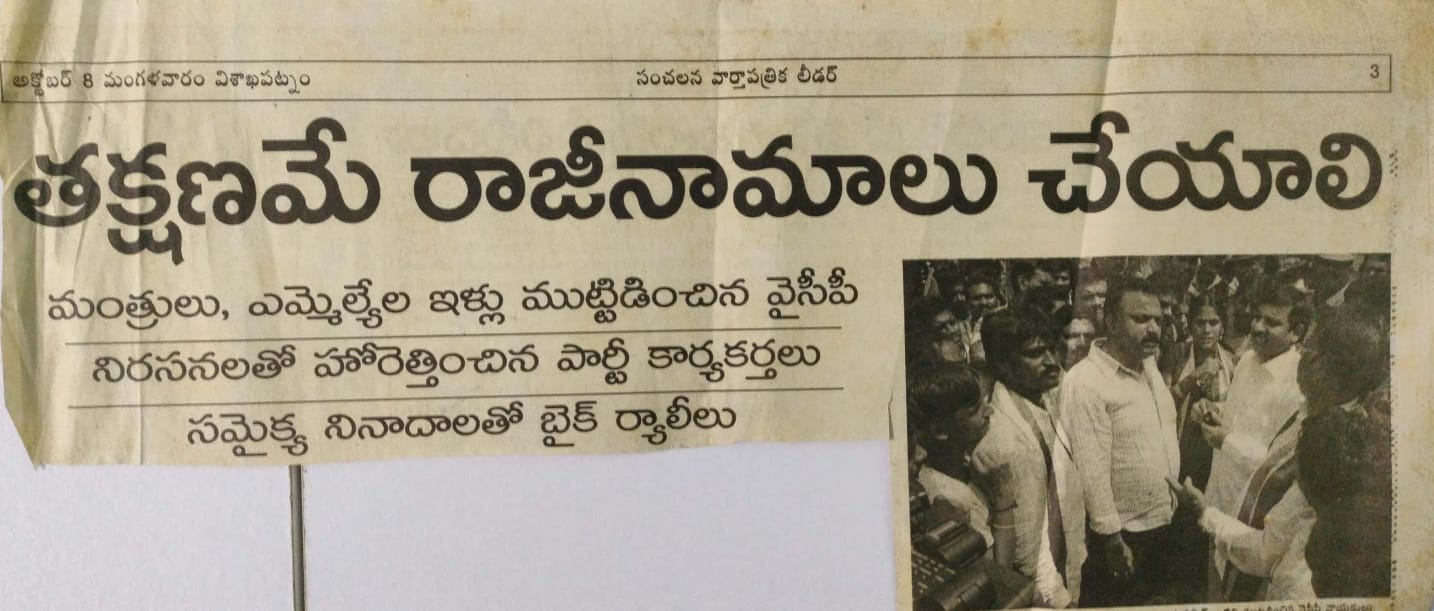 అక్టోబర్ 8 మంగళవారం విశాఖపట్నం సంచలన వార్తాపత్రిక లీడర్ 3
తక్షణమే రాజీనామాలు చేయాలి
మంత్రులు, ఎమ్మెల్యేల ఇళ్లు ముట్టడించిన వైసీపీ
నిరసనలతో హోరెత్తించిన పార్టీ కార్యకర్తలు
సమైక్య నినాదాలతో బైక్ ర్యాలీలు
వైసీపీ నాయకులు